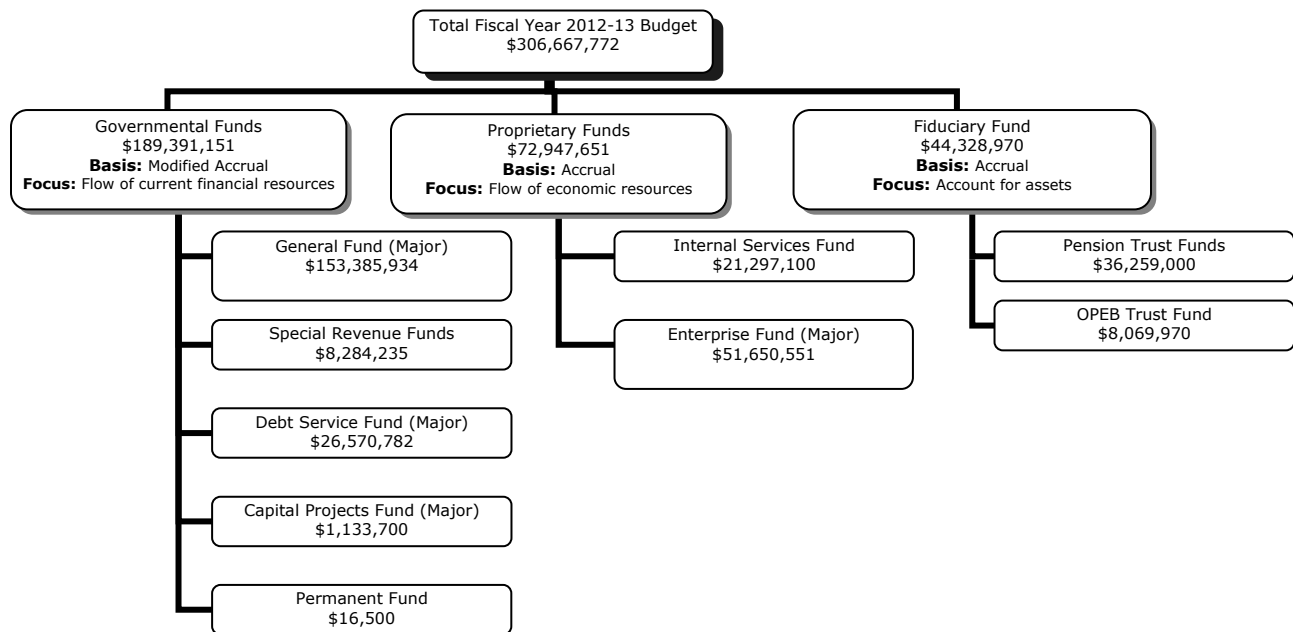 Total Fiscal Year 2012-13 Budget
$306,667,772
Governmental Funds
$189,391,151
Basis: Modified Accrual
Focus: Flow of current financial resources
Proprietary Funds
$72,947,651
Basis: Accrual
Focus: Flow of economic resources
Fiduciary Fund
$44,328,970
Basis: Accrual
Focus: Account for assets
General Fund (Major)
$153,385,934
Special Revenue Funds
$8,284,235
Debt Service Fund (Major)
$26,570,782
Capital Projects Fund (Major)
$1,133,700
Permanent Fund
$16,500
Internal Services Fund
$21,297,100
Enterprise Fund (Major)
$51,650,551
Pension Trust Funds
$36,259,000
OPEB Trust Fund
$8,069,970